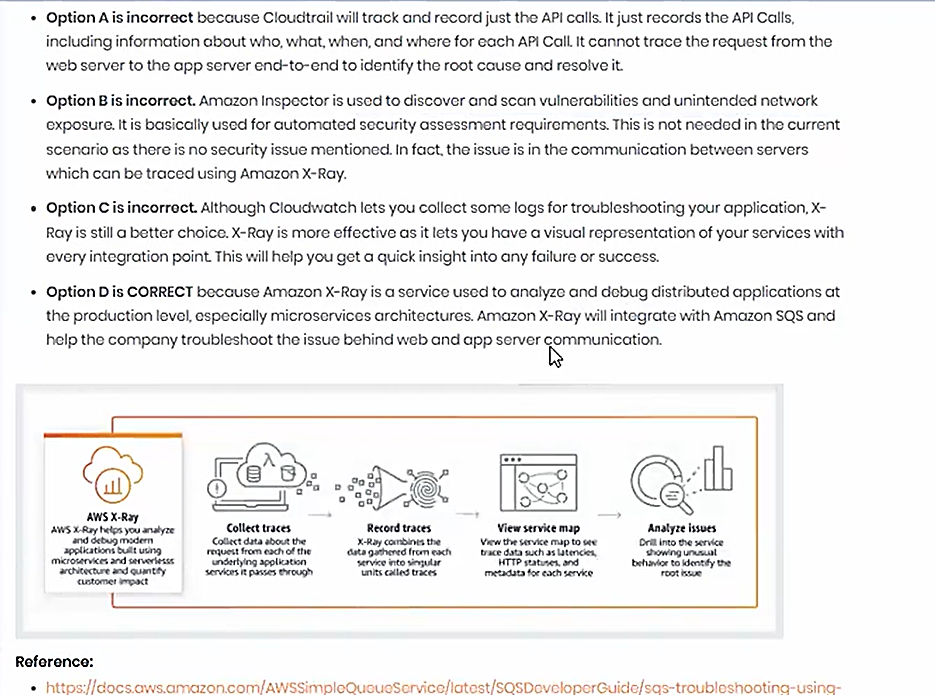 • Option A is incorrect because Cloudtrail will track and record just the API calls. It just records the API Calls,
including information about who, what, when, and where for each API Call. It cannot trace the request from the
web server to the app server end-to-end to identify the root cause and resolve it.
• Option B is incorrect. Amazon Inspector is used to discover and scan vulnerabilities and unintended network
exposure. It is basically used for automated security assessment requirements. This is not needed in the current
scenario as there is no security issue mentioned. In fact, the issue is in the communication between servers
which can be traced using Amazon X-Ray.
• Option C is incorrect. Although Cloudwatch lets you collect some logs for troubleshooting your application, X-
Ray is still a better choice. X-Ray is more effective as it lets you have a visual representation of your services with
every integration point. This will help you get a quick insight into any failure or success.
• Option D is CORRECT because Amazon X-Ray is a service used to analyze and debug distributed applications at
the production level, especially microservices architectures. Amazon X-Ray will integrate with Amazon SQS and
help the company troubleshoot the issue behind web and app server communication.
AWS X-Ray
AWS X-Ray helps you analyze
and debug modern
applications built using
microservices and serverless
architecture and quantify
customer impact
Collect traces
Collect data about the
request from each of the
underlying application
services it passes through
Record traces
X-Ray combines the
data gathered from each
service into singular
units called traces
View service map
View the service map to see
trace data such as latencies,
HTTP statuses, and
metadata for each service
Analyze issues
Drill into the service
showing unusual
behavior to identify the
root issue
Reference:
• https://docs.aws.amazon.com/AWSSimpleQueueService/latest/SQSDeveloperGuide/sqs-troubleshooting-using-